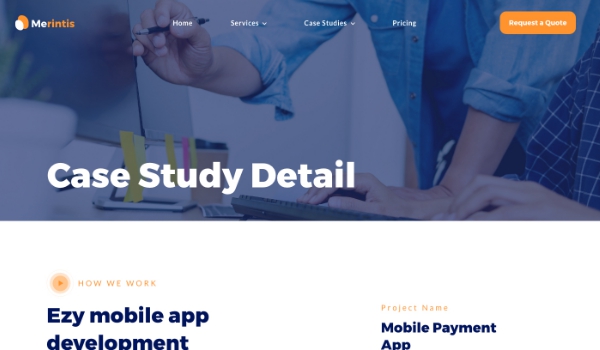 Merintis
Home
Services
Case Studies
Pricing
Request a Quote
Case Study Detail
HOW WE WORK
Ezy mobile app
development
Project Name
Mobile Payment
App